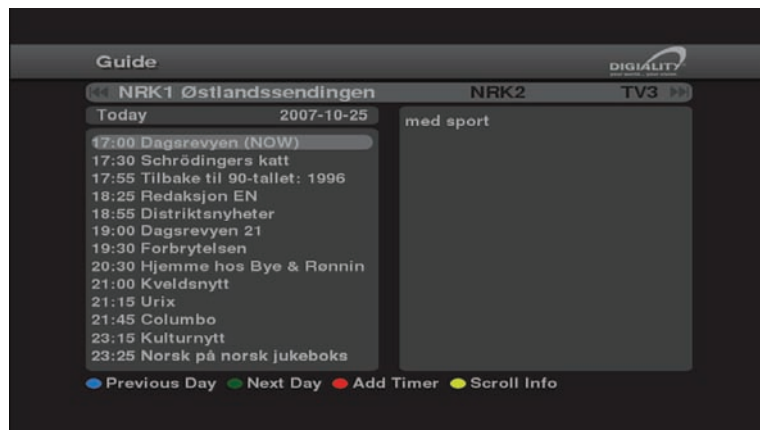 Guide
DIGIALITY
NRK1 Østlandssendingen NRK2 TV3
Today 2007-10-25
med sport
17:00 Dagsrevyen (NOW)
17:30 Schrödingers katt
17:55 Tilbake til 90-tallet: 1996
18:25 Redaksjon EN
18:55 Distriktsnyheter
19:00 Dagsrevyen 21
19:30 Forbrytelsen
20:30 Hjemme hos Bye & Rønnin
21:00 Kveldsnytt
21:15 Urix
21:45 Columbo
23:15 Kulturnytt
23:25 Norsk på norsk jukeboks
Previous Day Next Day Add Timer Scroll Info